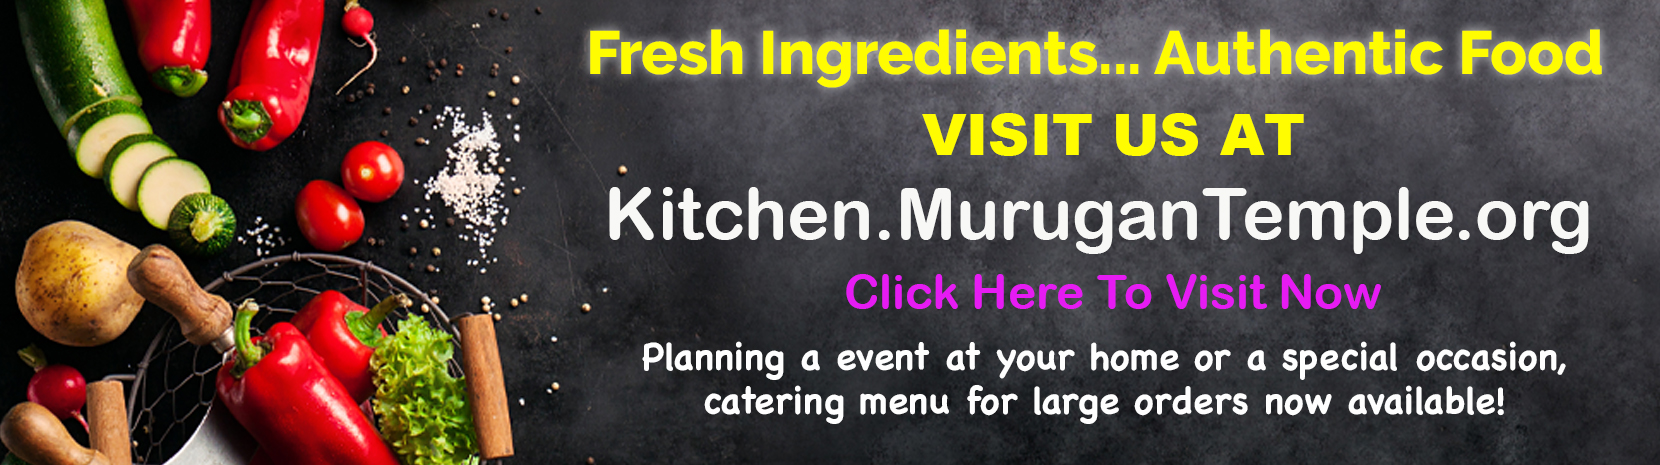 Fresh Ingredients... Authentic Food
VISIT US AT
Kitchen.MuruganTemple.org
Click Here To Visit Now
Planning a event at your home or a special occasion,
catering menu for large orders now available!